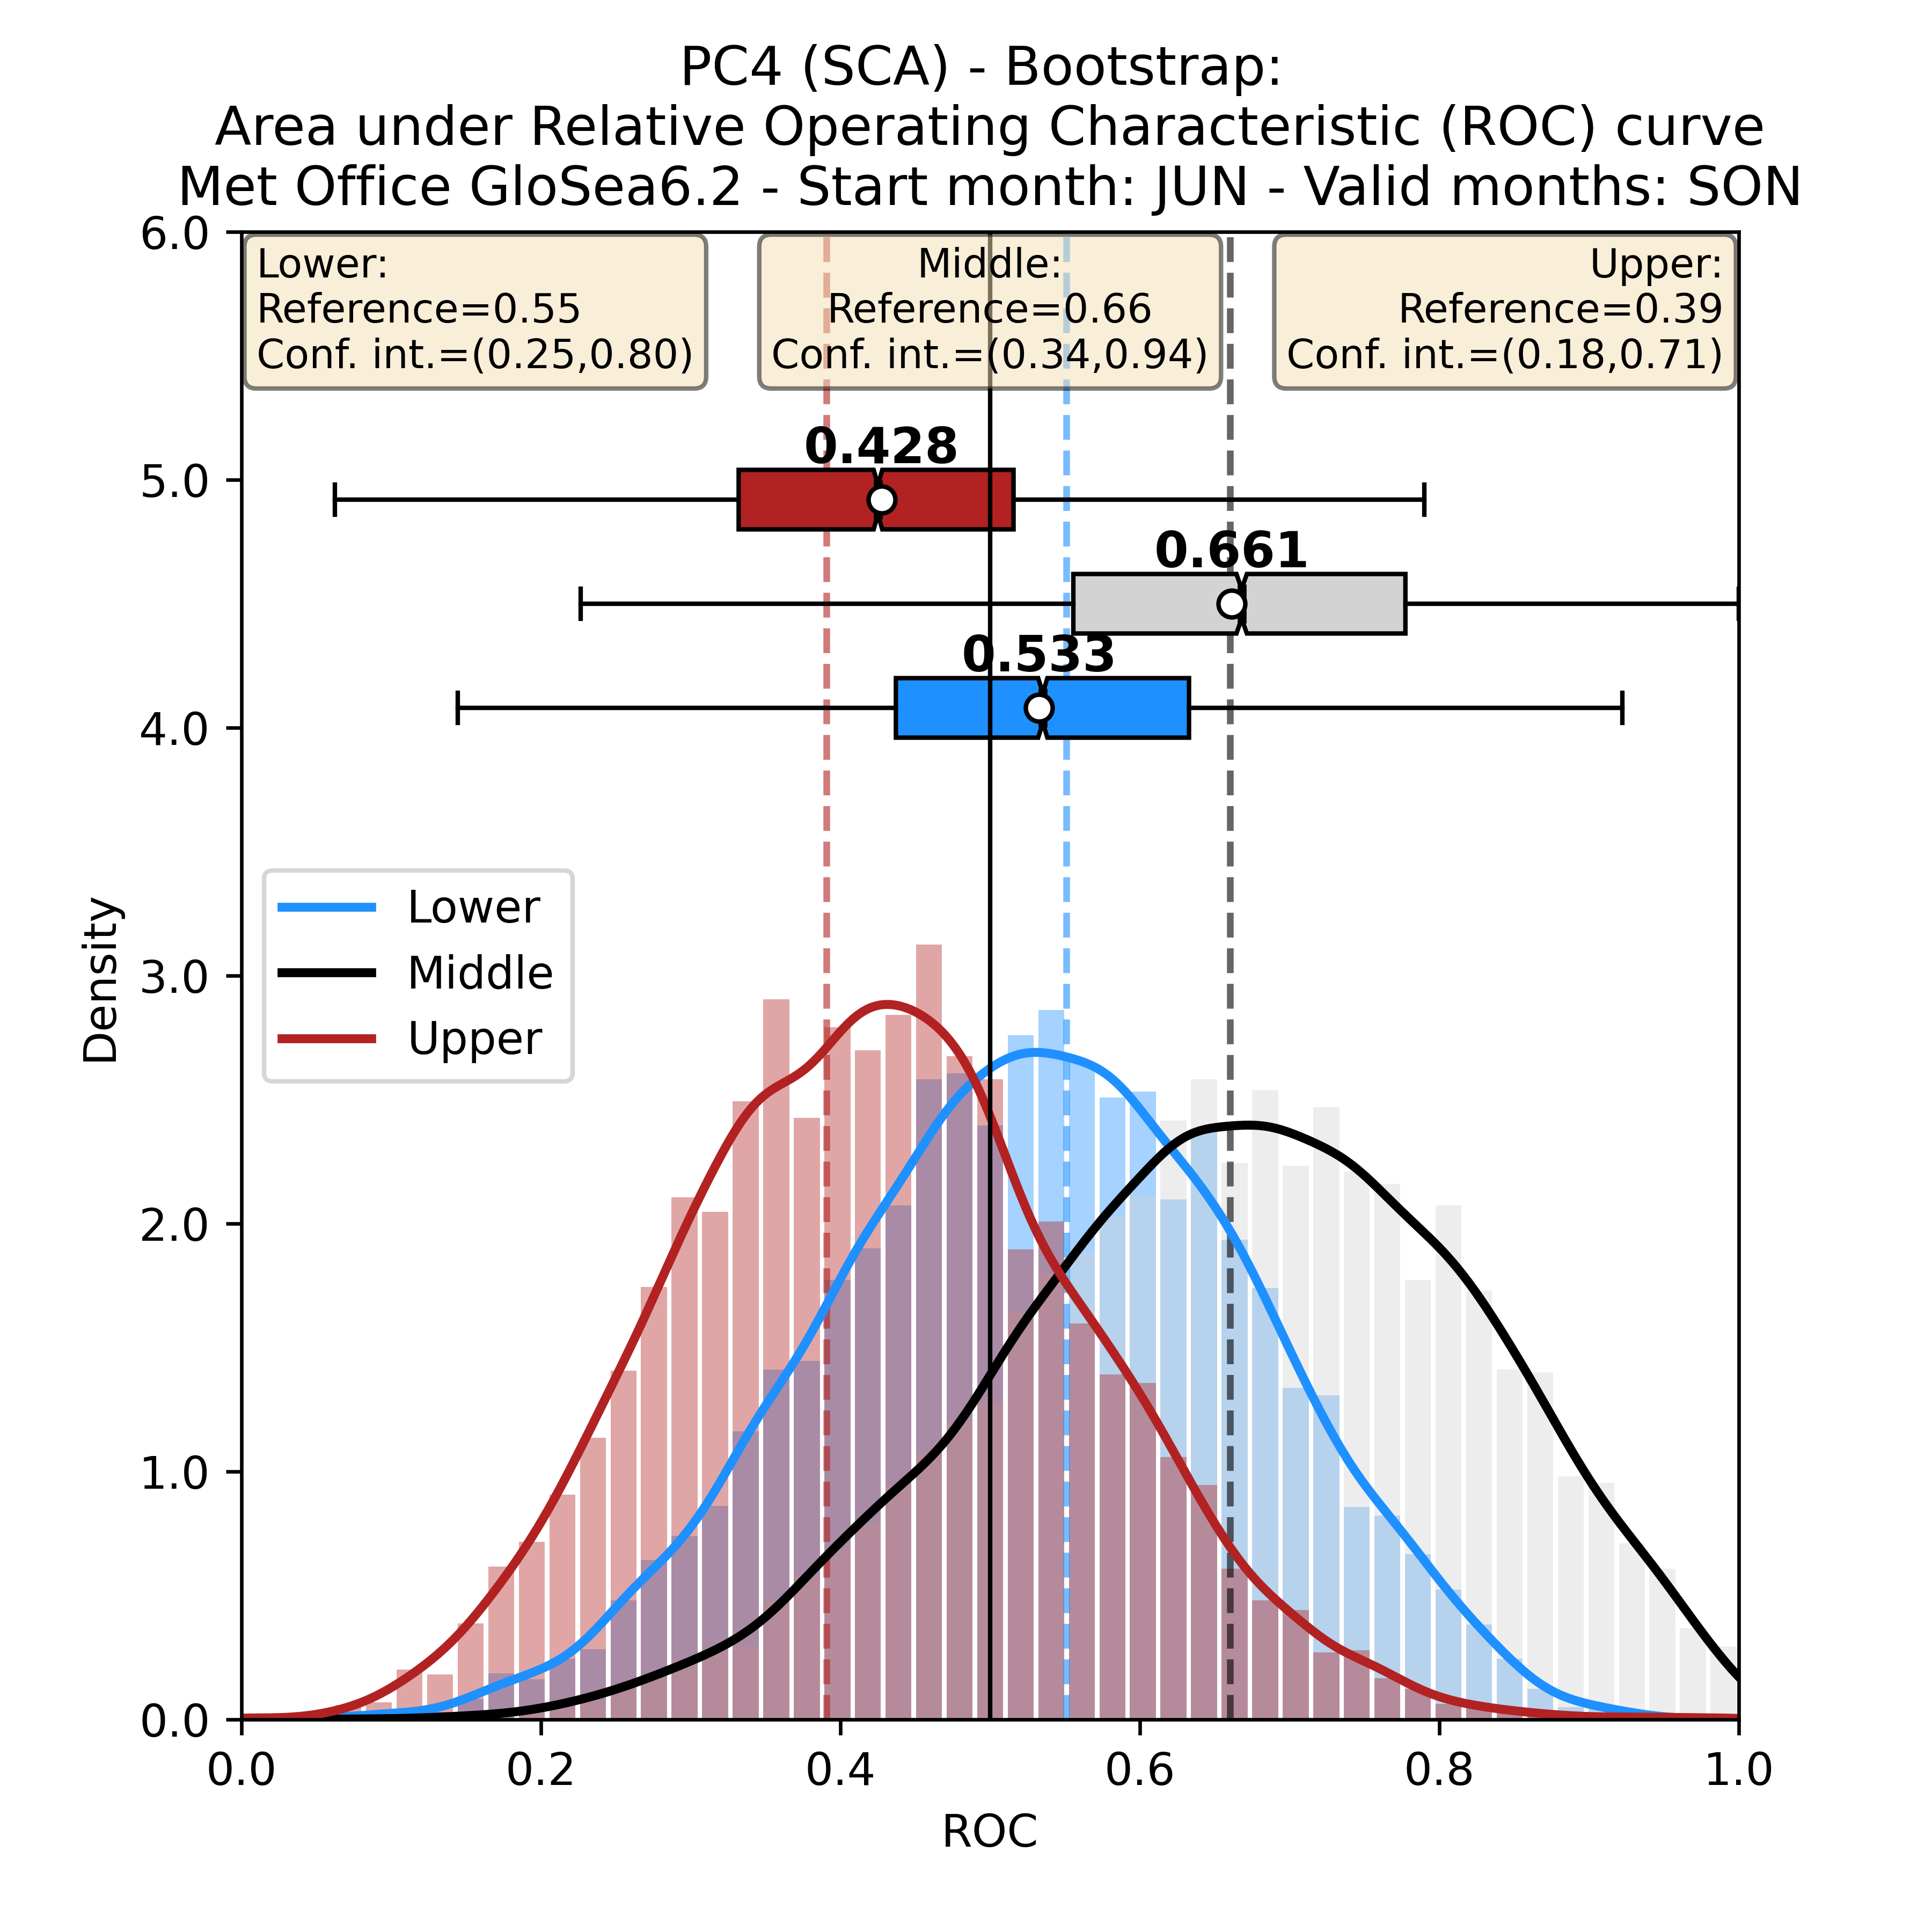 PC4 (SCA) - Bootstrap:
Area under Relative Operating Characteristic (ROC) curve
Met Office GloSea6.2 - Start month: JUN - Valid months: SON
Lower:
Reference=0.55
Conf. int.=(0.25,0.80)
Middle:
Reference=0.66
Conf. int.=(0.34,0.94)
Upper:
Reference=0.39
Conf. int.=(0.18,0.71)
0.428
0.661
0.533
6.0
5.0
4.0
3.0
2.0
1.0
0.0
Density
Lower
Middle
Upper
0.0 0.2 0.4 0.6 0.8 1.0
ROC